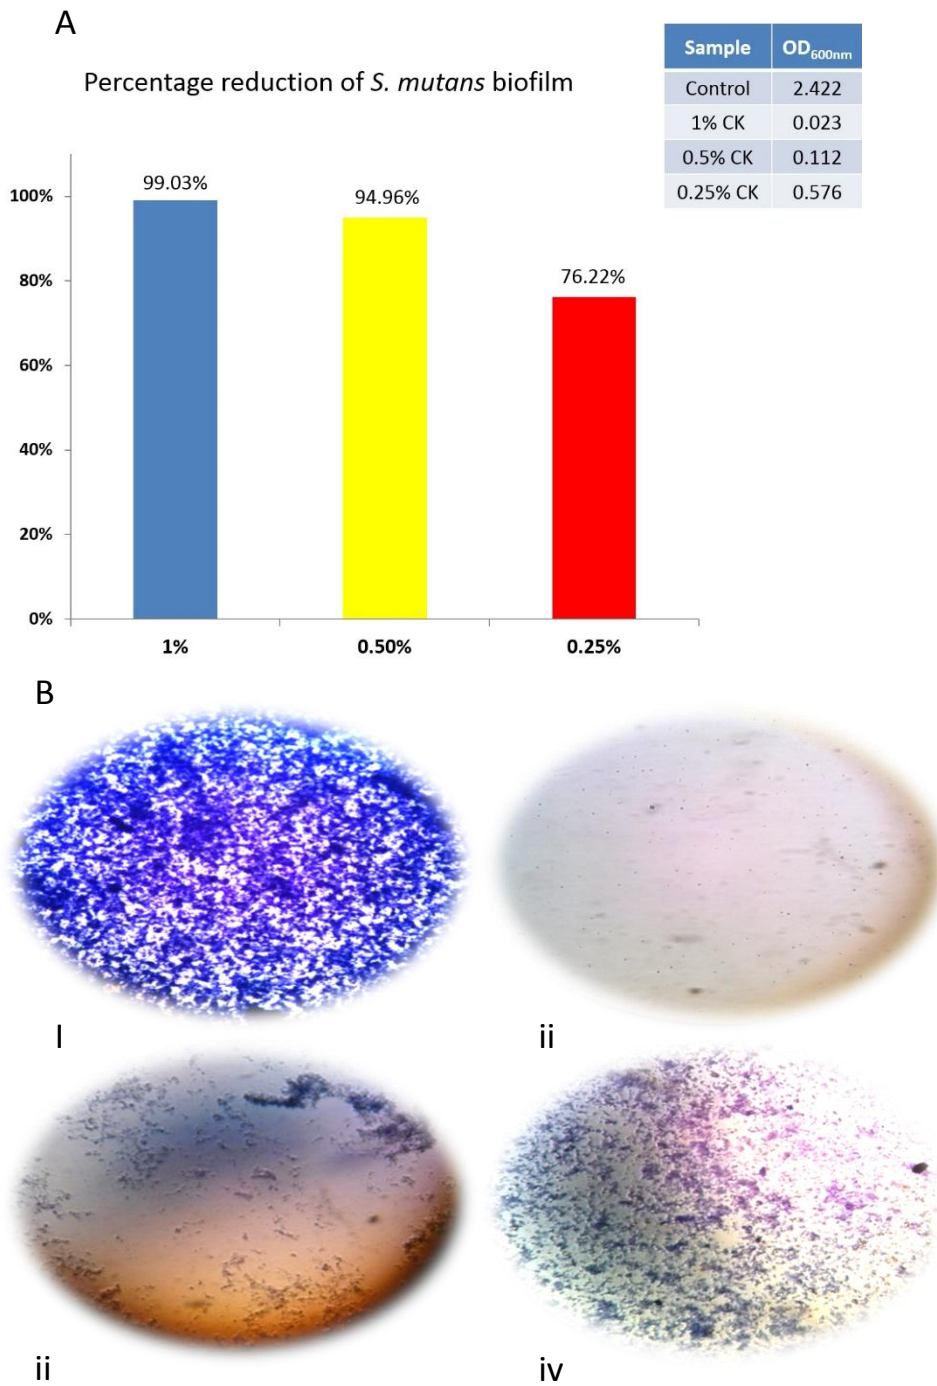 A
Percentage reduction of S. mutans biofilm
Sample OD600nm
Control 2.422
1% CK 0.023
0.5% CK 0.112
0.25% CK 0.576
100%
80%
60%
40%
20%
0%
99.03%
94.96%
76.22%
1% 0.50% 0.25%
B
I ii
ii iv